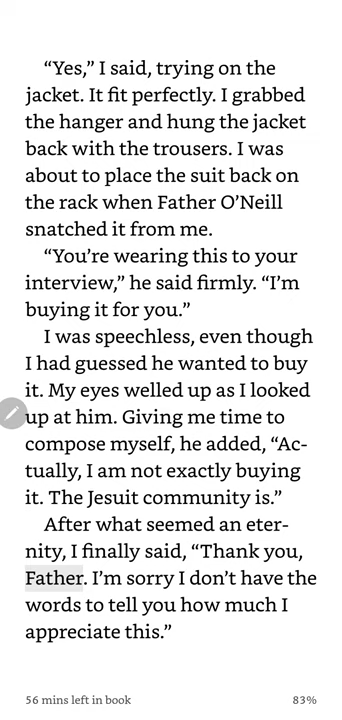 “Yes,” I said, trying on the
jacket. It fit perfectly. I grabbed
the hanger and hung the jacket
back with the trousers. I was
about to place the suit back on
the rack when Father O’Neill
snatched it from me.
“You’re wearing this to your
interview,” he said firmly. “I’m
buying it for you.”
I was speechless, even though
I had guessed he wanted to buy
it. My eyes welled up as I looked
up at him. Giving me time to
compose myself, he added, “Ac-
tually, I am not exactly buying
it. The Jesuit community is.”
After what seemed an eter-
nity, I finally said, “Thank you,
Father. I’m sorry I don’t have the
words to tell you how much I
appreciate this.”
56 mins left in book 83%